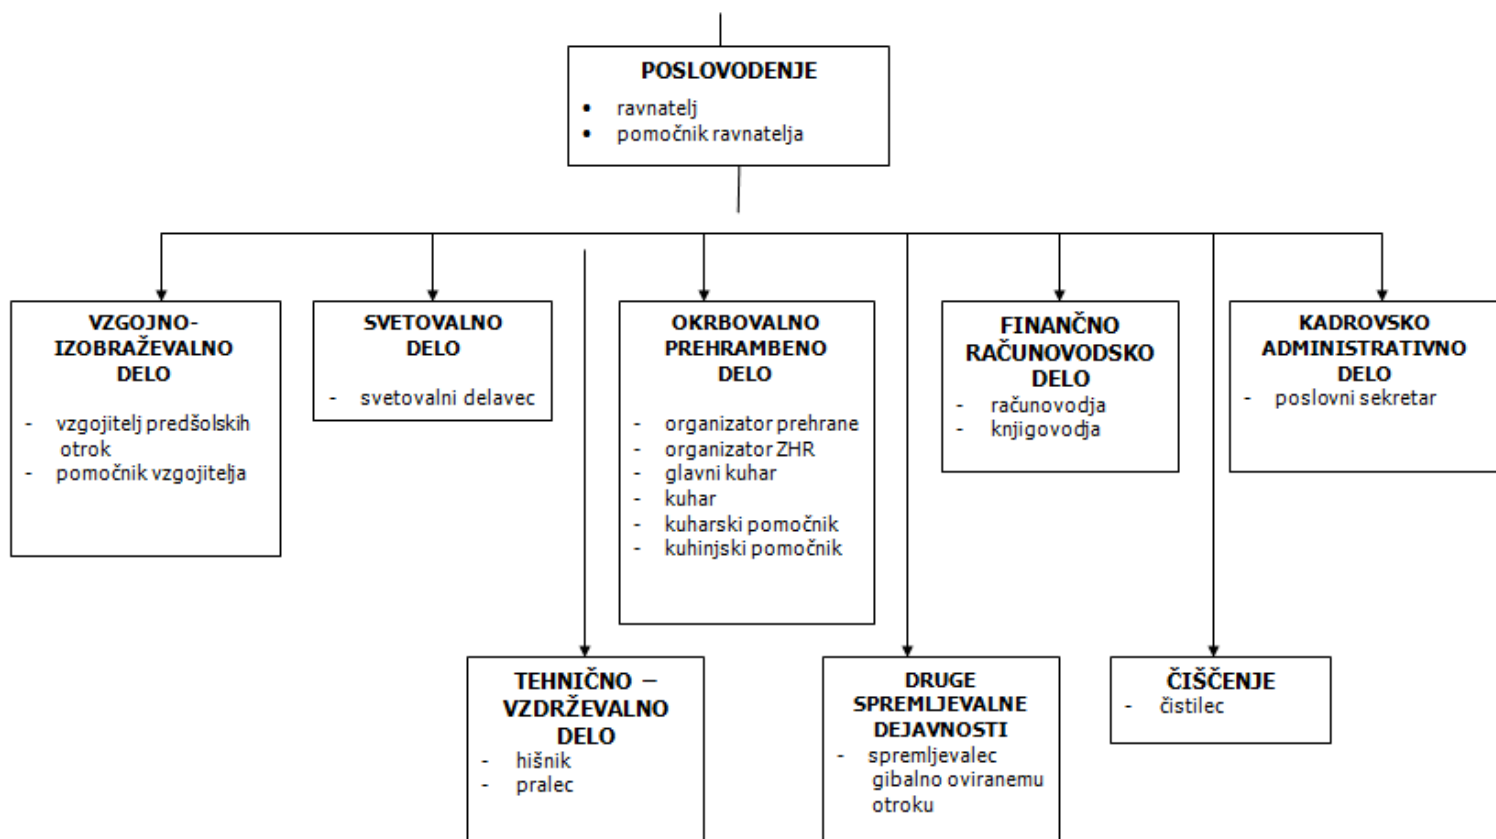 POSLOVODENJE
• ravnatelj
• pomočnik ravnatelja
VZGOJNO-
IZOBRAŽEVALNO
DELO
- vzgojitelj predšolskih
otrok
- pomočnik vzgojitelja
SVETOVALNO
DELO
- svetovalni delavec
OKRBOVALNO
PREHRAMBENO
DELO
- organizator prehrane
- organizator ZHR
- glavni kuhar
- kuhar
- kuharski pomočnik
- kuhinjski pomočnik
FINANČNO
RAČUNOVODSKO
DELO
- računovodja
- knjigovodja
KADROVSKO
ADMINISTRATIVNO
DELO
- poslovni sekretar
TEHNIČNO –
VZDRŽEVALNO
DELO
- hišnik
- pralec
DRUGE
SPREMLJEVALNE
DEJAVNOSTI
- spremljevalec
gibalno oviranemu
otroku
ČIŠČENJE
- čistilec